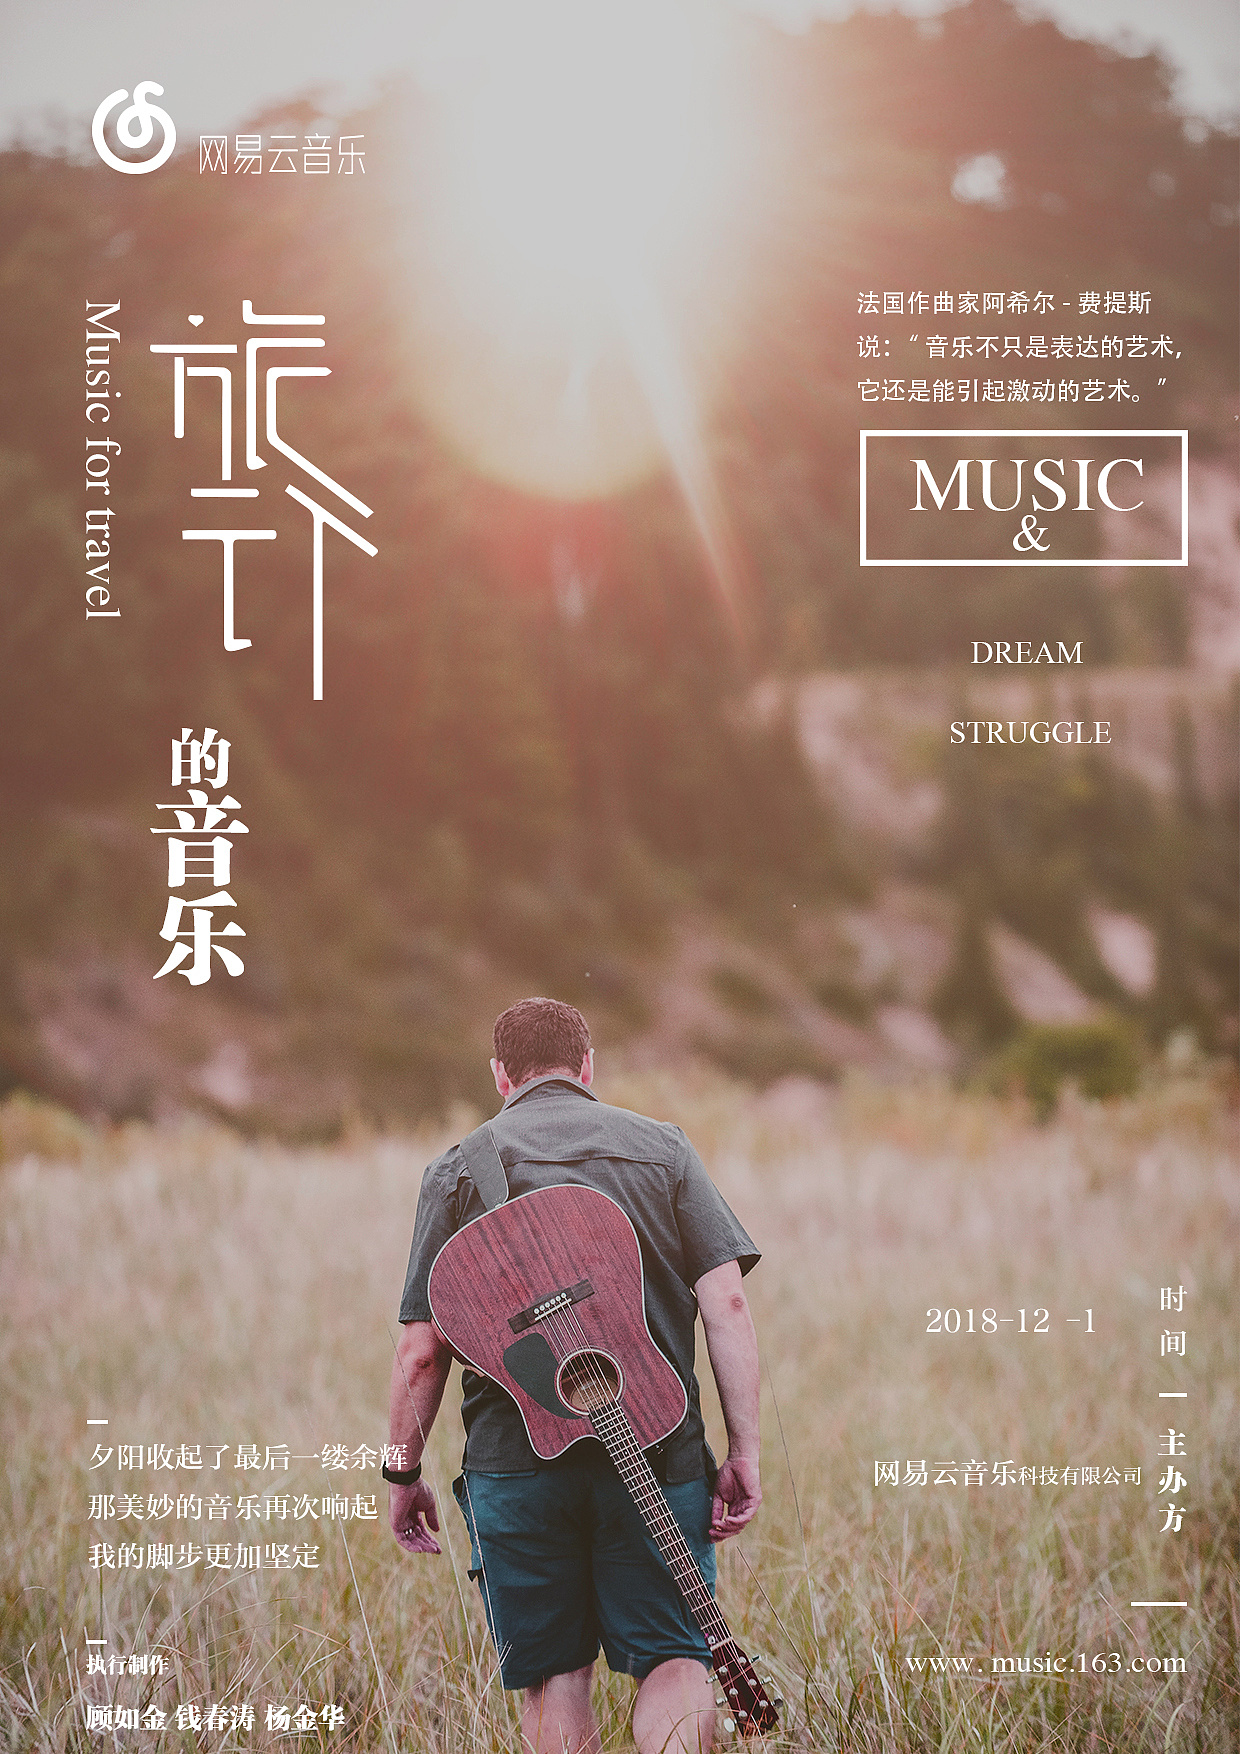 网易云音乐
Music for travel
旅行
的音乐
法国作曲家阿希尔 - 费提斯
说：“ 音乐不只是表达的艺术，
它还是能引起激动的艺术。”
MUSIC
&
DREAM
STRUGGLE
时间
2018-12 -1
主办方
网易云音乐科技有限公司
夕阳收起了最后一缕余辉
那美妙的音乐再次响起
我的脚步更加坚定
执行制作
顾如金 钱春涛 杨金华
www . music.163.com